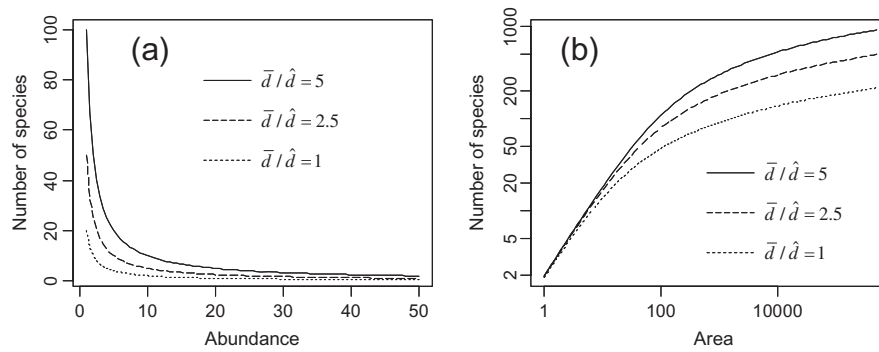 (a)
Number of species
100
80
60
40
20
0
d̅ / d̂ = 5
d̅ / d̂ = 2.5
d̅ / d̂ = 1
0 10 20 30 40 50
Abundance
(b)
Number of species
1000
200
50
20
5
2
d̅ / d̂ = 5
d̅ / d̂ = 2.5
d̅ / d̂ = 1
1 100 10000
Area